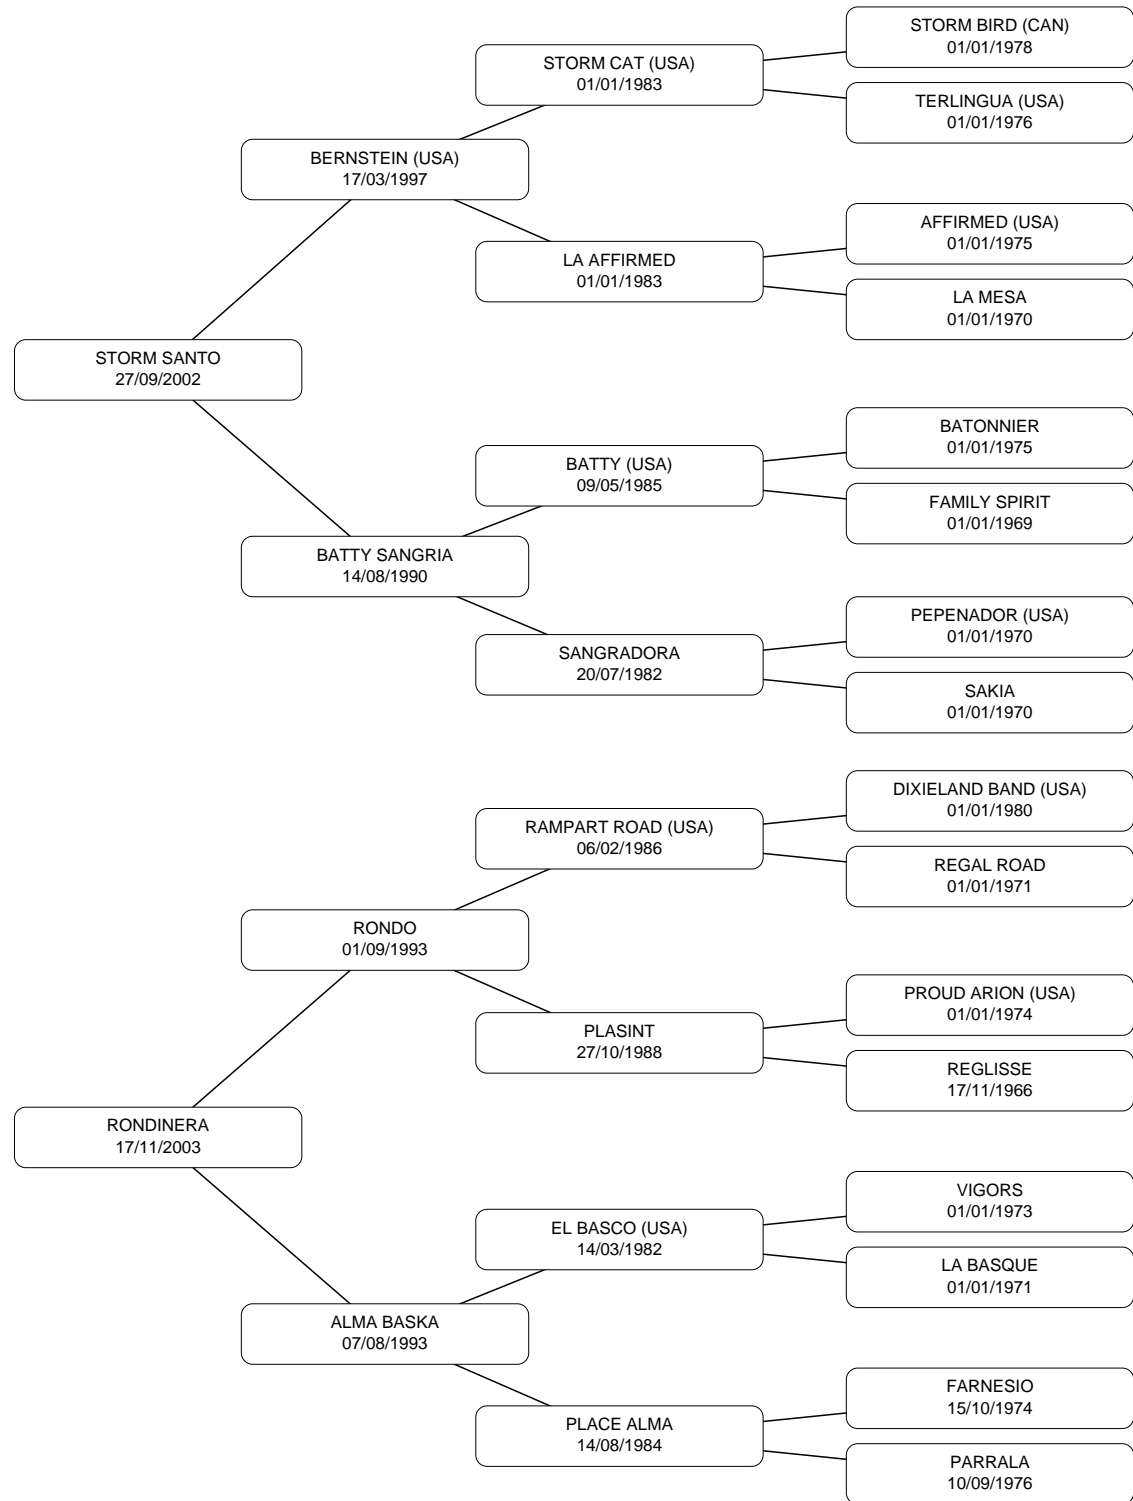 STORM BIRD (CAN)
01/01/1978
STORM CAT (USA)
01/01/1983
TERLINGUA (USA)
01/01/1976
BERNSTEIN (USA)
17/03/1997
AFFIRMED (USA)
01/01/1975
LA AFFIRMED
01/01/1983
LA MESA
01/01/1970
STORM SANTO
27/09/2002
BATONNIER
01/01/1975
BATTY (USA)
09/05/1985
FAMILY SPIRIT
01/01/1969
BATTY SANGRIA
14/08/1990
PEPENADOR (USA)
01/01/1970
SANGRADORA
20/07/1982
SAKIA
01/01/1970
DIXIELAND BAND (USA)
01/01/1980
RAMPART ROAD (USA)
06/02/1986
REGAL ROAD
01/01/1971
RONDO
01/09/1993
PROUD ARION (USA)
01/01/1974
PLASINT
27/10/1988
REGLISSE
17/11/1966
RONDINERA
17/11/2003
VIGORS
01/01/1973
EL BASCO (USA)
14/03/1982
LA BASQUE
01/01/1971
ALMA BASKA
07/08/1993
FARNESIO
15/10/1974
PLACE ALMA
14/08/1984
PARRALA
10/09/1976